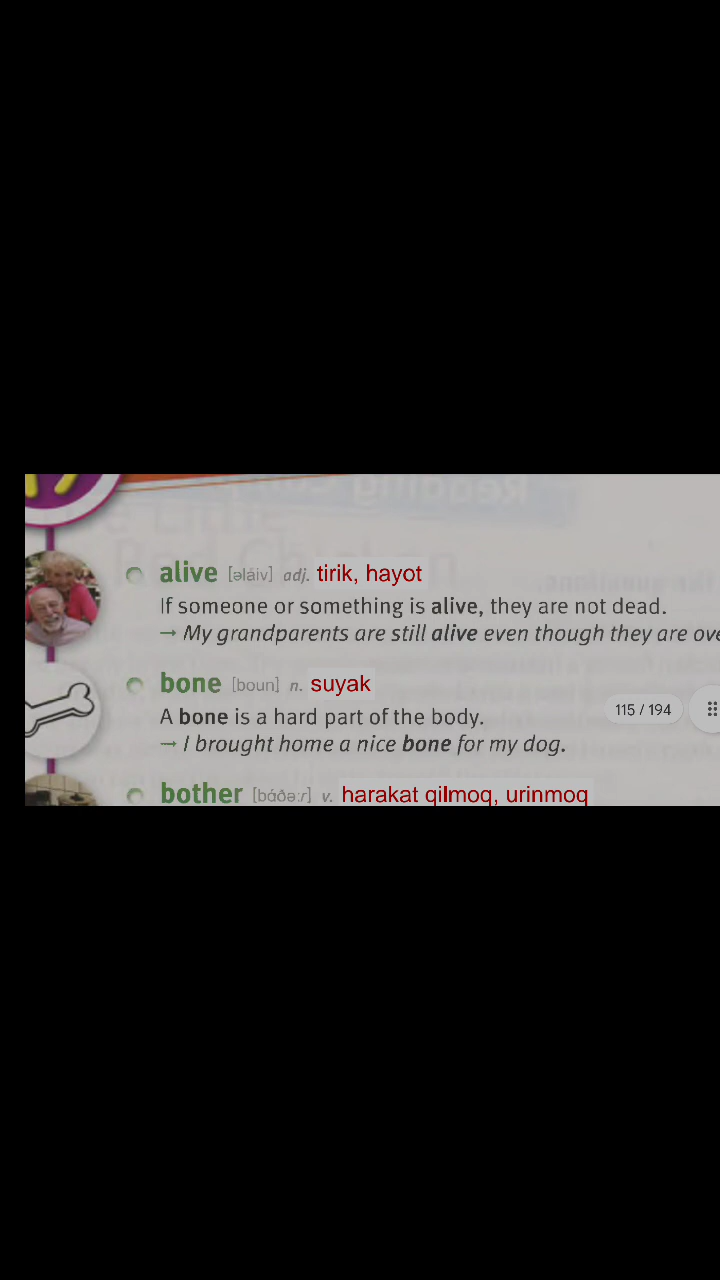 alive [əláiv] adj. tirik, hayot
If someone or something is alive, they are not dead.
→ My grandparents are still alive even though they are
bone [boun] n. suyak
A bone is a hard part of the body.
115 / 194
→ I brought home a nice bone for my dog.
bother [báðə:r] v. harakat qilmoq, urinmoq